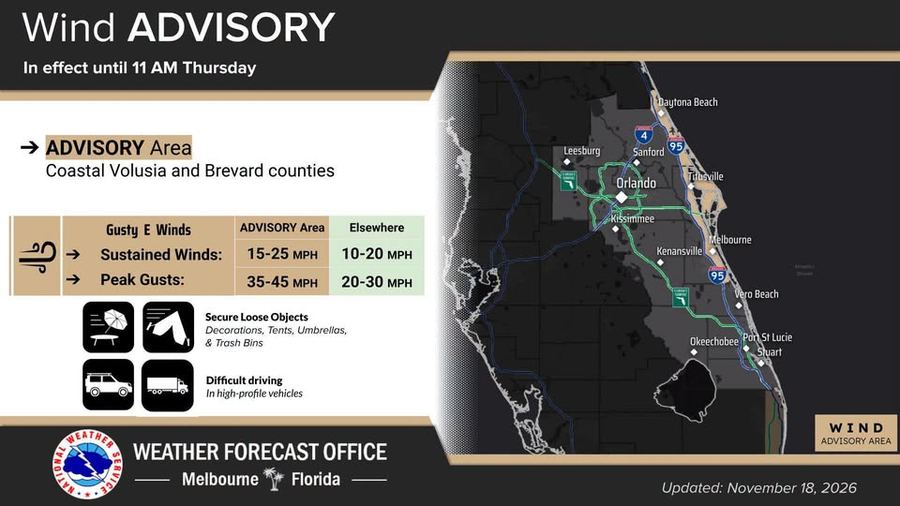 Wind ADVISORY
In effect until 11 AM Thursday
➔ ADVISORY Area
Coastal Volusia and Brevard counties
Gusty E Winds
ADVISORY Area
Elsewhere
➔ Sustained Winds:
15-25 MPH
10-20 MPH
➔ Peak Gusts:
35-45 MPH
20-30 MPH
Secure Loose Objects
Decorations, Tents, Umbrellas,
& Trash Bins
Difficult driving
In high-profile vehicles
NATIONAL WEATHER SERVICE
WEATHER FORECAST OFFICE
Melbourne Florida
Daytona Beach
4
95
Leesburg
Sanford
Titusville
Orlando
Kissimmee
Melbourne
Kenansville
95
Vero Beach
Okeechobee
Port St Lucie
Stuart
WIND
ADVISORY AREA
Updated: November 18, 2026